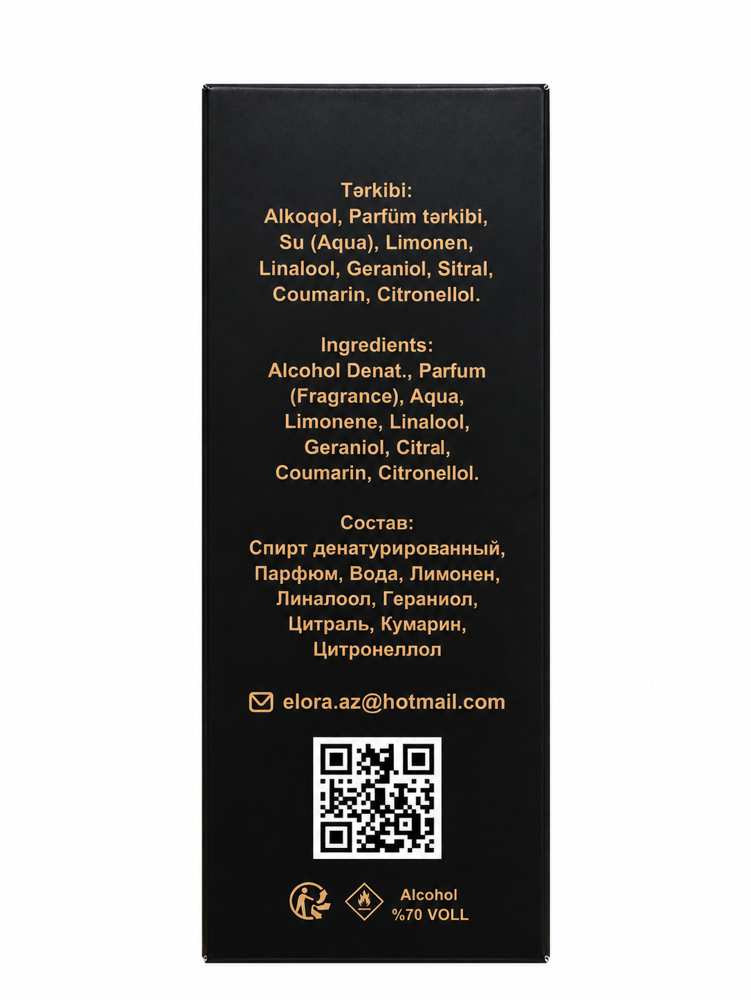 Tərkibi:
Alkoqol, Parfüm tərkibi,
Su (Aqua), Limonen,
Linalool, Geraniol, Sitral,
Coumarin, Citronellol.
Ingredients:
Alcohol Denat., Parfum
(Fragrance), Aqua,
Limonene, Linalool,
Geraniol, Citral,
Coumarin, Citronellol.
Состав:
Спирт денатурированный,
Парфюм, Вода, Лимонен,
Линалоол, Гераниол,
Цитраль, Кумарин,
Цитронеллол
elora.az@hotmail.com
Alcohol
%70 VOLL